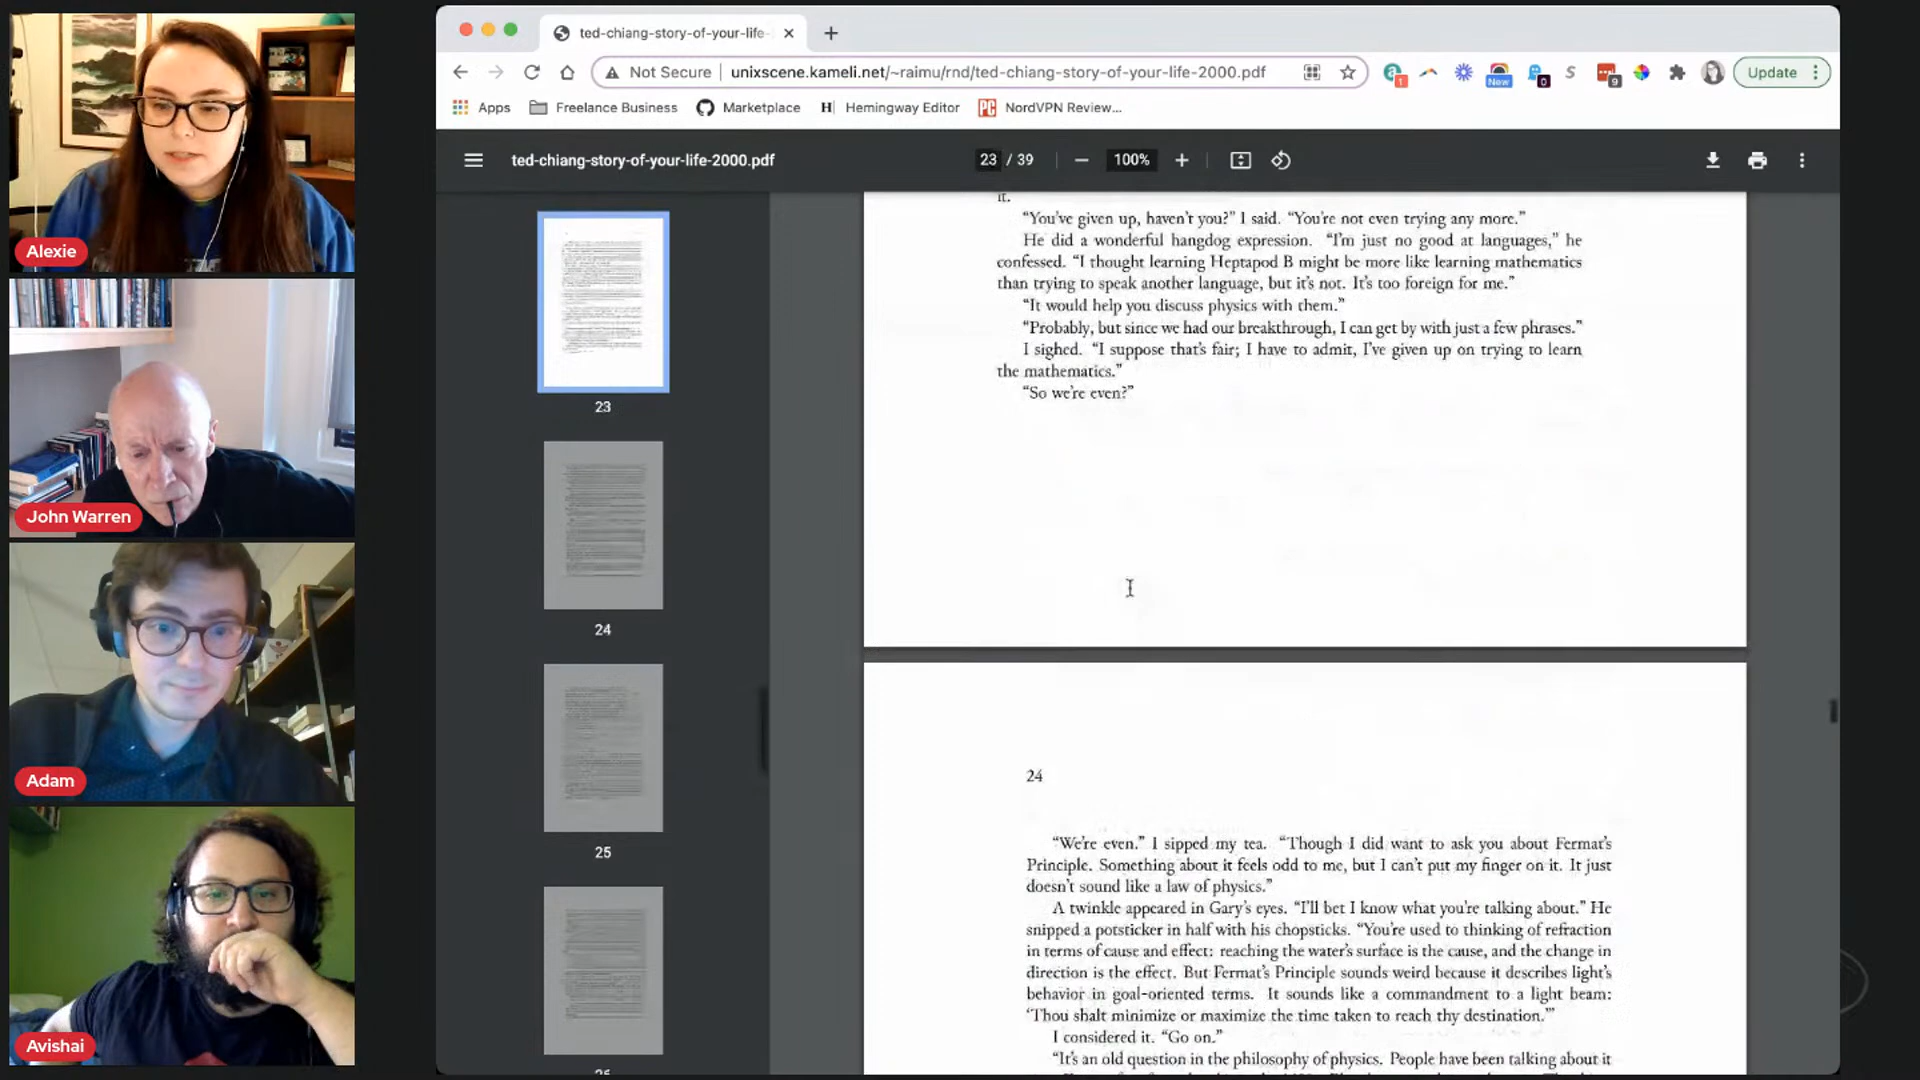 Alexie
John Warren
Adam
Avishai
ted-chiang-story-of-your-life-
Not Secure
unixscene.kameli.net/~raimu/rnd/ted-chiang-story-of-your-life-2000.pdf
1
New
0
S
9
Update
Apps
Freelance Business
Marketplace
H Hemingway Editor
PC NordVPN Review...
ted-chiang-story-of-your-life-2000.pdf
23 / 39
100%
23
24
25
26
it.
“You’ve given up, haven’t you?” I said. “You’re not even trying any more.”
He did a wonderful hangdog expression. “I’m just no good at languages,” he
confessed. “I thought learning Heptapod B might be more like learning mathematics
than trying to speak another language, but it’s not. It’s too foreign for me.”
“It would help you discuss physics with them.”
“Probably, but since we had our breakthrough, I can get by with just a few phrases.”
I sighed. “I suppose that’s fair; I have to admit, I’ve given up on trying to learn
the mathematics.”
“So we’re even?”
24
“We’re even.” I sipped my tea. “Though I did want to ask you about Fermat’s
Principle. Something about it feels odd to me, but I can’t put my finger on it. It just
doesn’t sound like a law of physics.”
A twinkle appeared in Gary’s eyes. “I’ll bet I know what you’re talking about.” He
snipped a potsticker in half with his chopsticks. “You’re used to thinking of refraction
in terms of cause and effect: reaching the water’s surface is the cause, and the change in
direction is the effect. But Fermat’s Principle sounds weird because it describes light’s
behavior in goal-oriented terms. It sounds like a commandment to a light beam:
‘Thou shalt minimize or maximize the time taken to reach thy destination.’”
I considered it. “Go on.”
“It’s an old question in the philosophy of physics. People have been talking about it